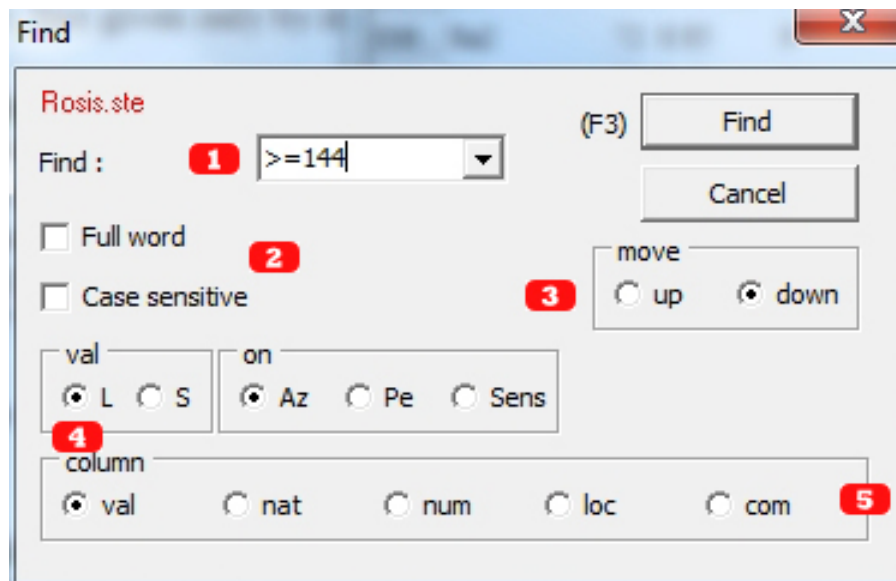 Find
Rosis.ste
(F3) Find
Find : 1 >=144
Cancel
Full word
2
Case sensitive
move
3 up down
val on
L S Az Pe Sens
4
column
val nat num loc com 5